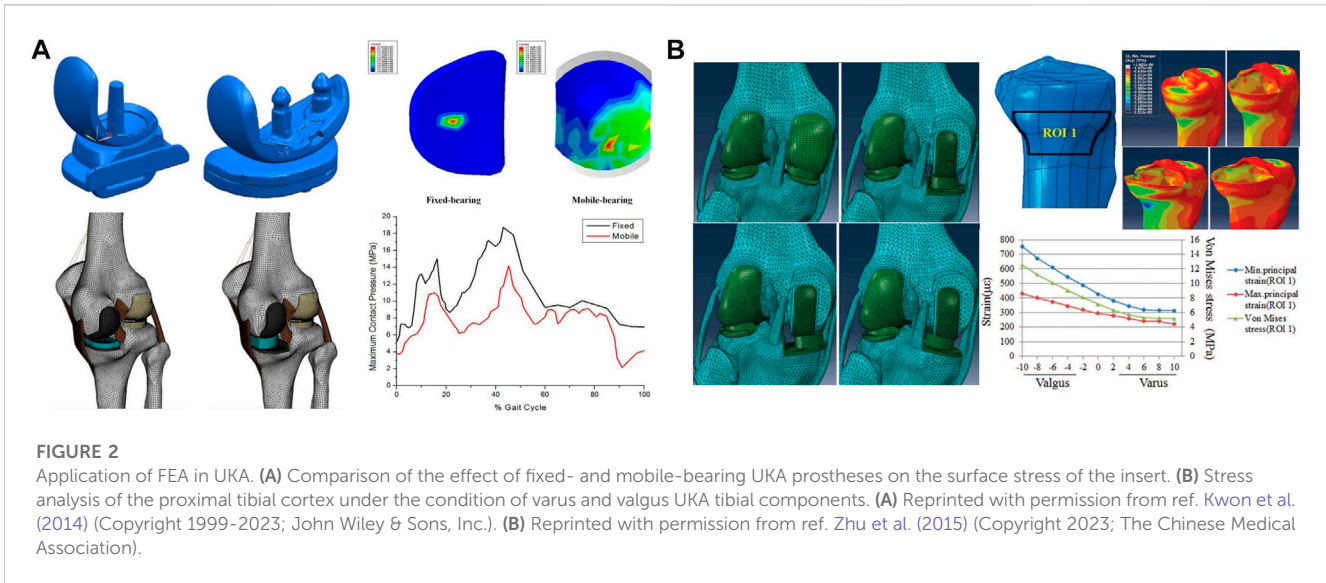 A
Fixed-bearing
Mobile-bearing
Maximum Contact Pressure (MPa)
Fixed
Mobile
20
18
16
14
12
10
8
6
4
2
0
0
20
40
60
80
100
% Gait Cycle
B
ROI 1
800
700
600
500
400
300
200
100
0
Strain(με)
16
14
12
10
8
6
4
2
0
Von Mises stress (MPa)
-10 -8 -6 -4 -2 0 2 4 6 8 10
Valgus
Varus
Min.principal
strain(ROI 1)
Max.principal
strain(ROI 1)
Von Mises
stress(ROI 1)
FIGURE 2
Application of FEA in UKA. (A) Comparison of the effect of fixed- and mobile-bearing UKA prostheses on the surface stress of the insert. (B) Stress
analysis of the proximal tibial cortex under the condition of varus and valgus UKA tibial components. (A) Reprinted with permission from ref. Kwon et al.
(2014) (Copyright 1999-2023; John Wiley & Sons, Inc.). (B) Reprinted with permission from ref. Zhu et al. (2015) (Copyright 2023; The Chinese Medical
Association).